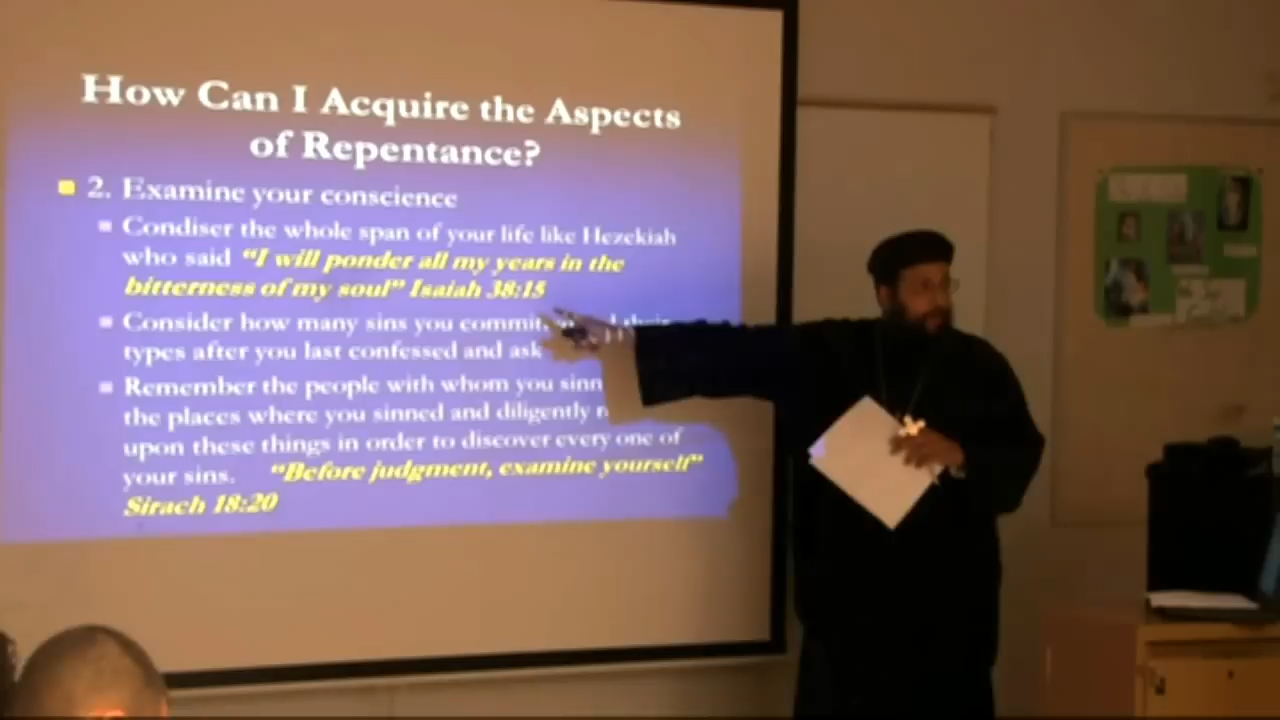 How Can I Acquire the Aspects
of Repentance?
2. Examine your conscience
Condiser the whole span of your life like Hezekiah
who said "I will ponder all my years in the
bitterness of my soul" Isaiah 38:15
Consider how many sins you commit
types after you last confessed and ask
Remember the people with whom you sinn
the places where you sinned and diligently
upon these things in order to discover every one of
your sins. "Before judgment, examine yourself"
Sirach 18:20